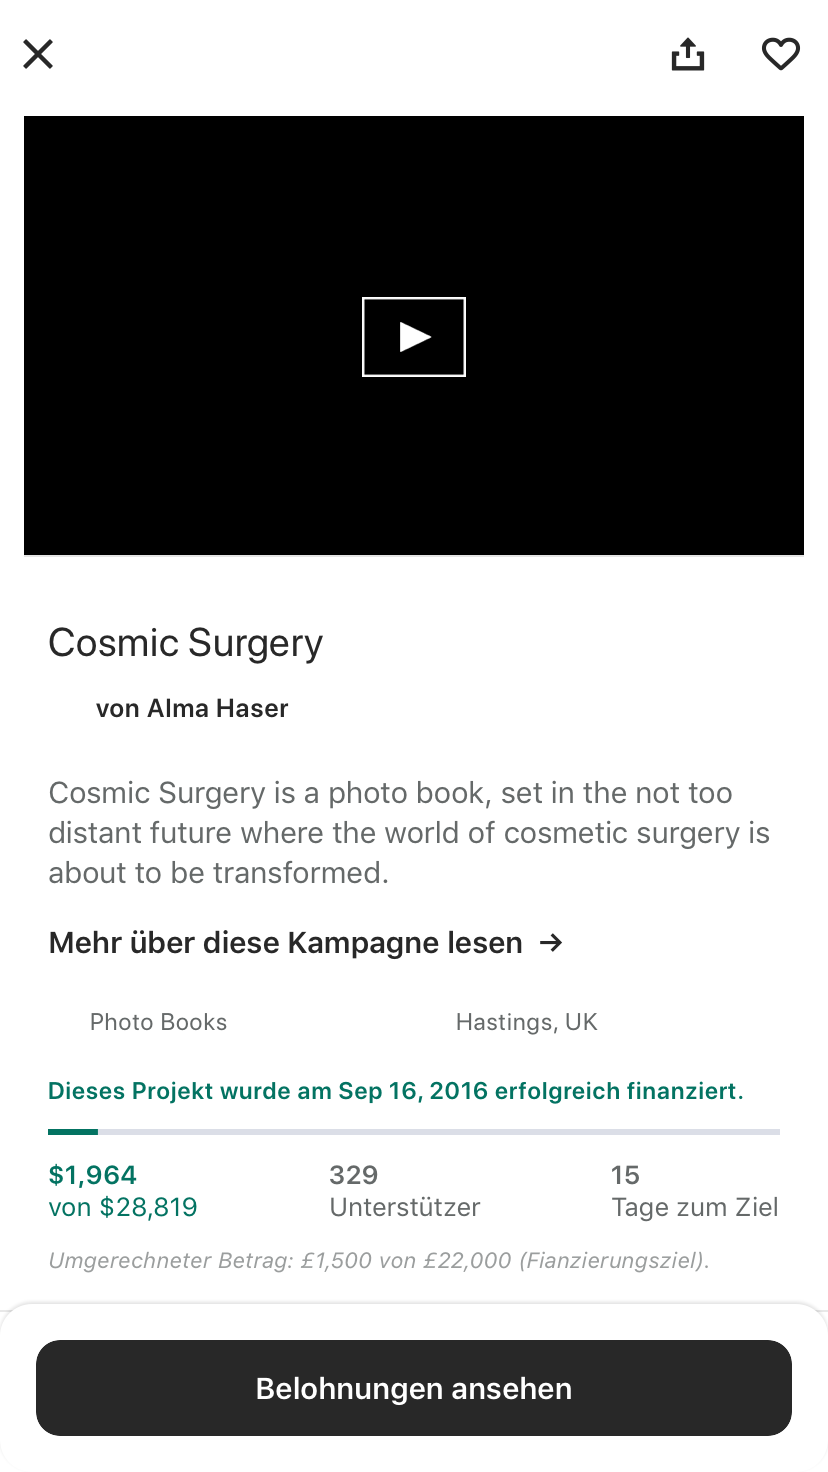 Cosmic Surgery
von Alma Haser
Cosmic Surgery is a photo book, set in the not too
distant future where the world of cosmetic surgery is
about to be transformed.
Mehr über diese Kampagne lesen →
Photo Books
Hastings, UK
Dieses Projekt wurde am Sep 16, 2016 erfolgreich finanziert.
$1,964
von $28,819
329
Unterstützer
15
Tage zum Ziel
Umgerechneter Betrag: £1,500 von £22,000 (Fianzierungsziel).
Belohnungen ansehen